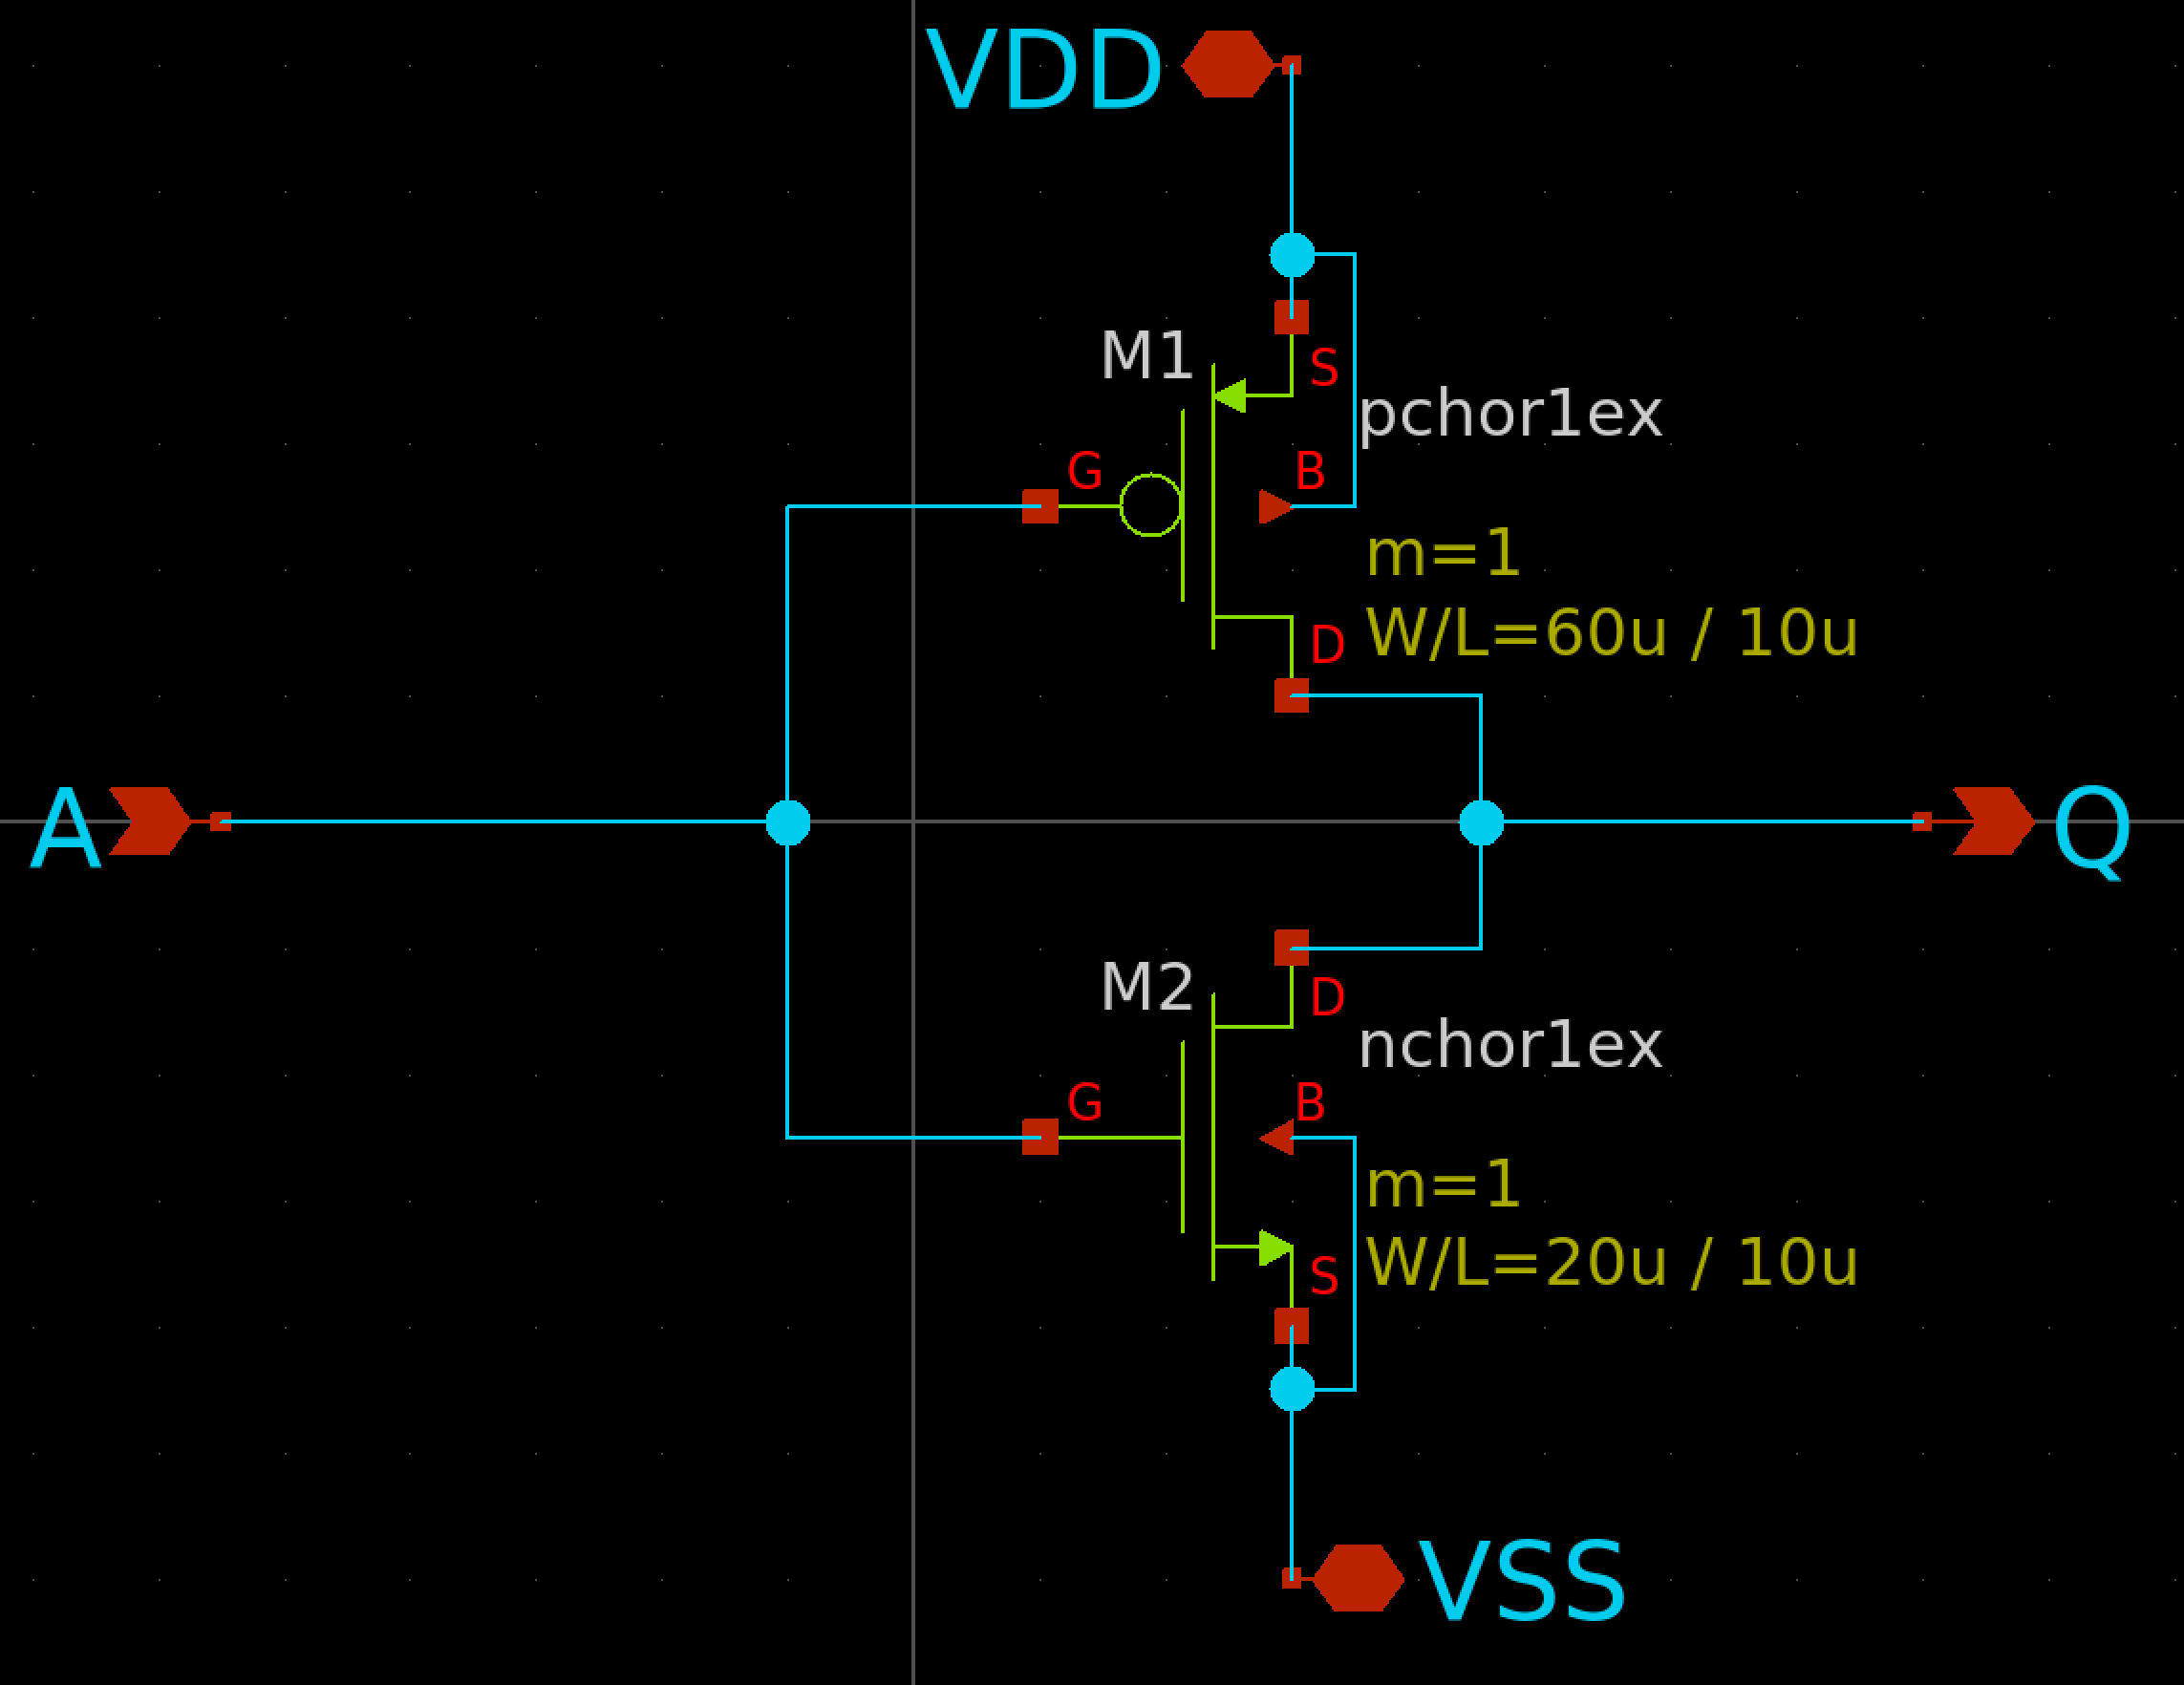 VDD
M1
S
pchor1ex
G
B
m=1
W/L=60u / 10u
D
A
Q
M2
D
nchor1ex
G
B
m=1
W/L=20u / 10u
S
VSS